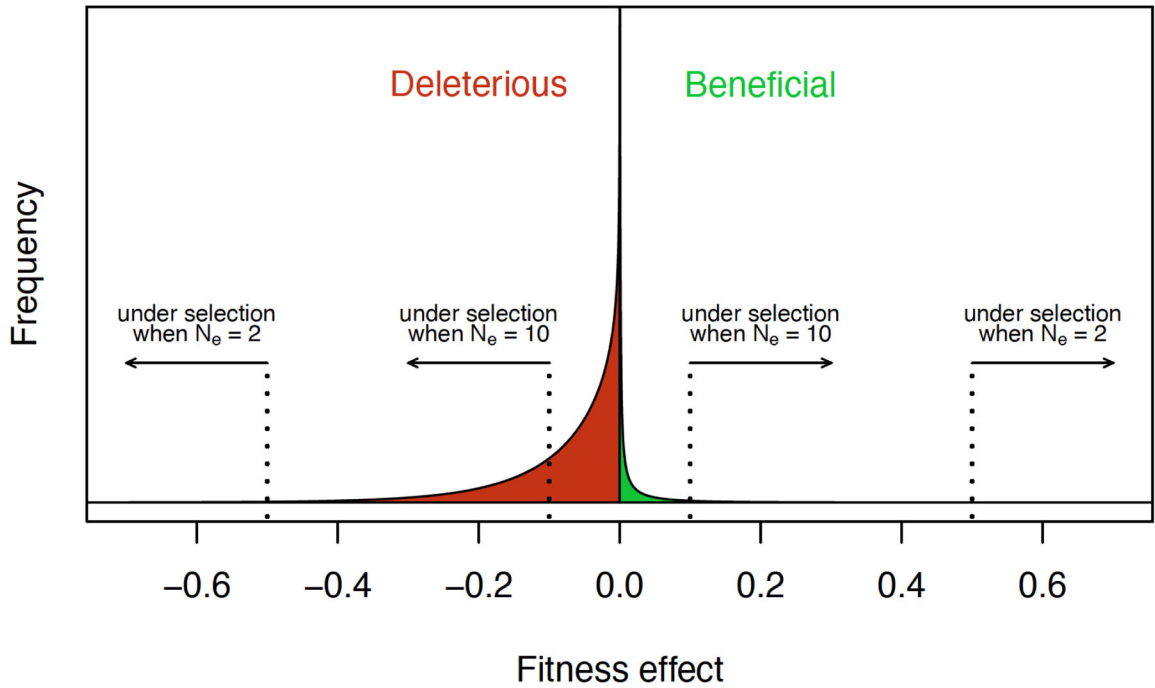 Deleterious
Beneficial
Frequency
under selection
when Nₑ = 2
under selection
when Nₑ = 10
under selection
when Nₑ = 10
under selection
when Nₑ = 2
−0.6
−0.4
−0.2
0.0
0.2
0.4
0.6
Fitness effect